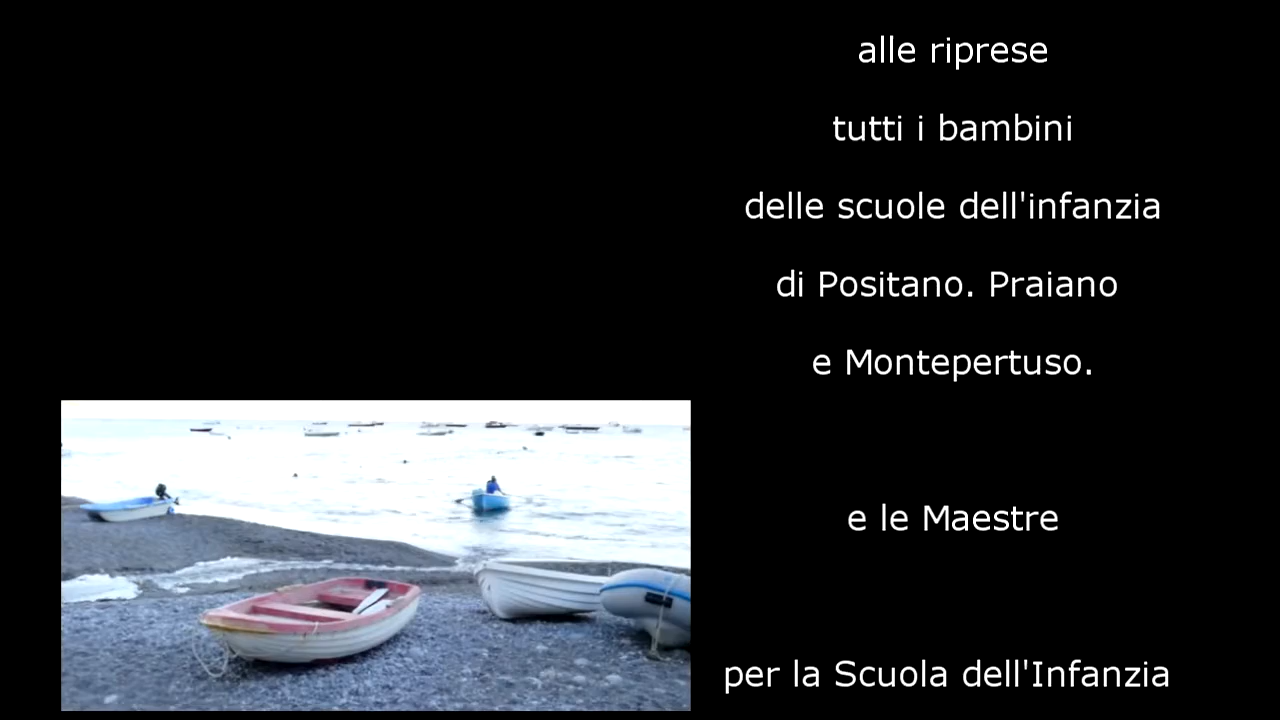 alle riprese
tutti i bambini
delle scuole dell'infanzia
di Positano. Praiano
e Montepertuso.
e le Maestre
per la Scuola dell'Infanzia